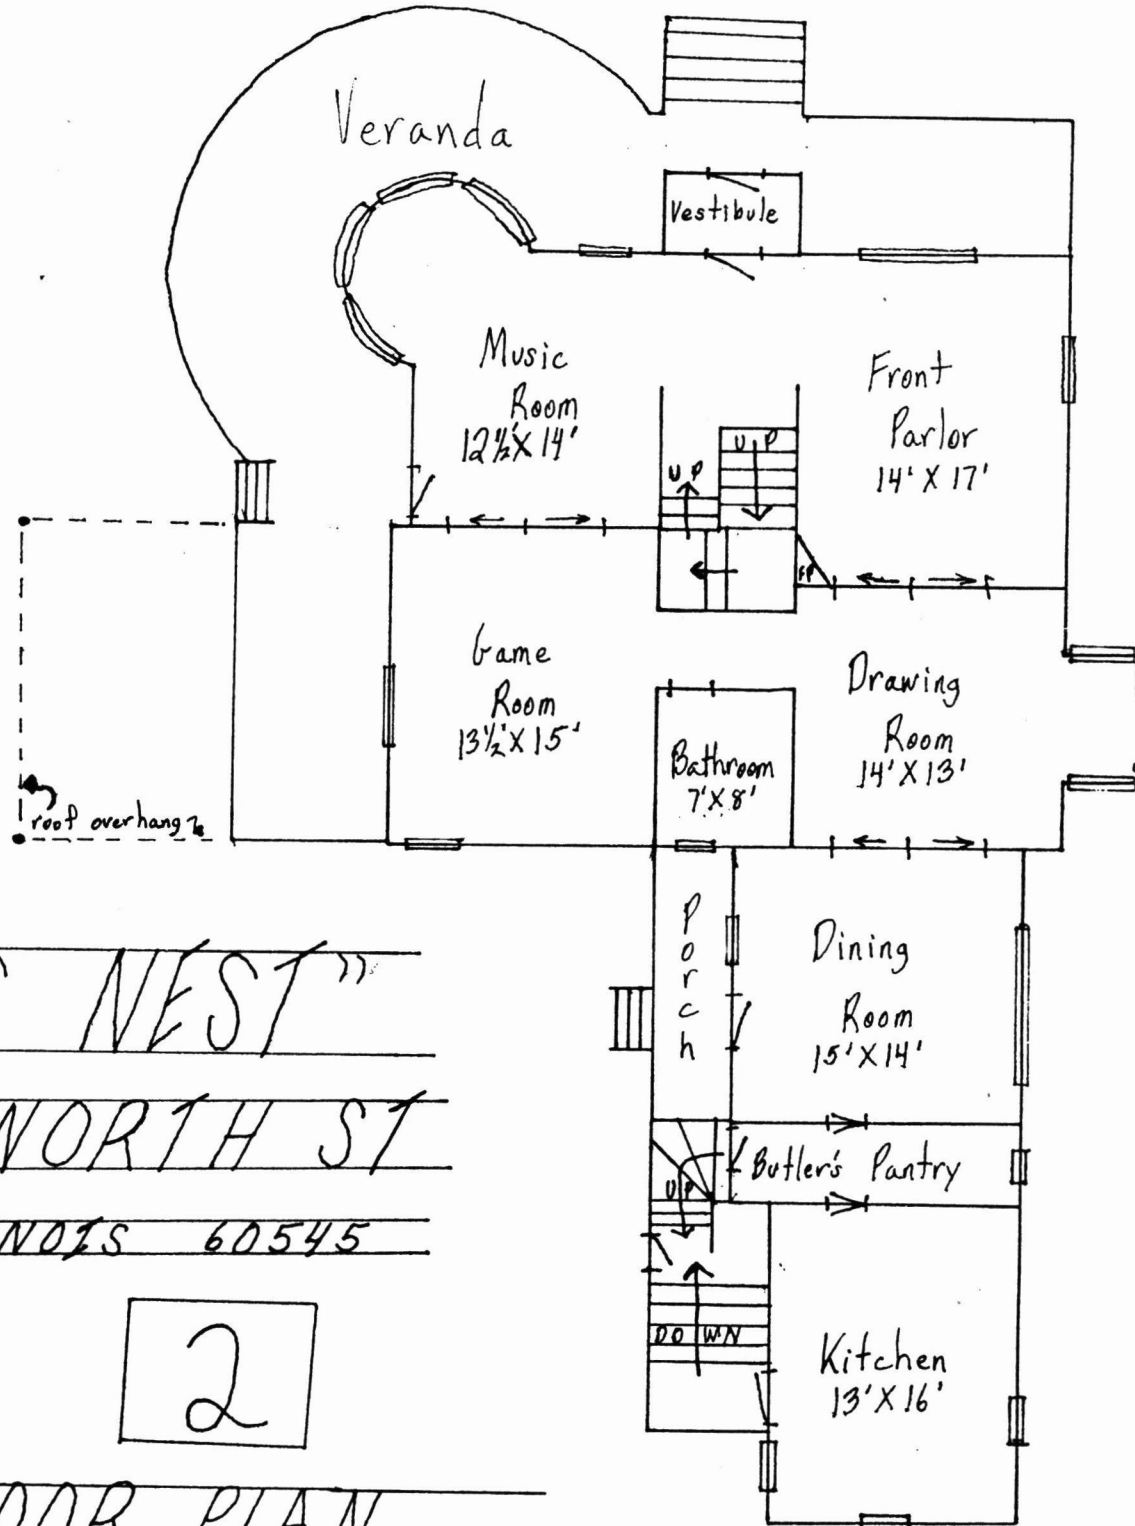 Veranda
Vestibule
Music
Room
12½' X 14'
Front
Parlor
14' X 17'
UP
UP
FP
Game
Room
13½' X 15'
Drawing
Room
14' X 13'
Bathroom
7' X 8'
roof overhang
Porch
Dining
Room
15' X 14'
Butler's Pantry
UP
DOWN
Kitchen
13' X 16'
NEST"
NORTH ST
NOIS 60545
2
OOR PLAN